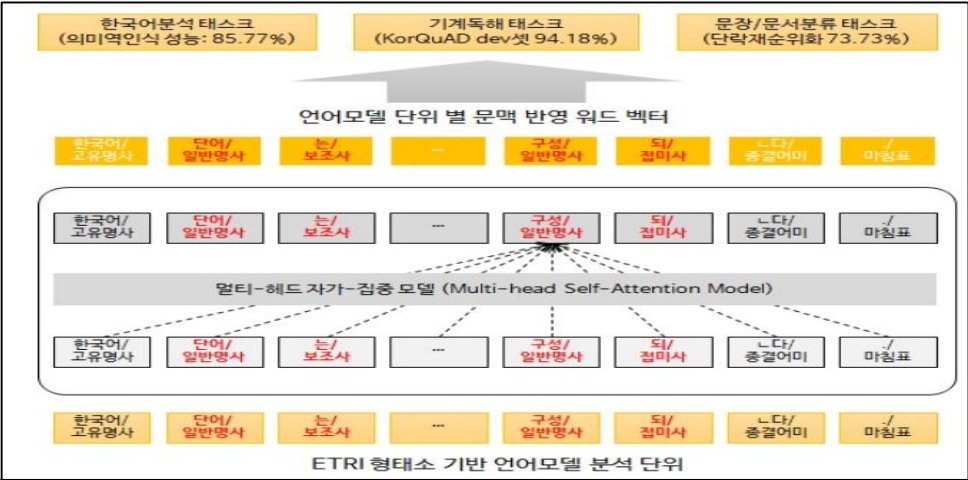 한국어분석 태스크
(의미역인식 성능: 85.77%)
기계독해 태스크
(KorQuAD dev셋 94.18%)
문장/문서분류 태스크
(단락재순위화 73.73%)
언어모델 단위 별 문맥 반영 워드 벡터
한국어/
고유명사
단어/
일반명사
는/
보조사
...
구성/
일반명사
되/
접미사
ㄴ다/
종결어미
./
마침표
한국어/
고유명사
단어/
일반명사
는/
보조사
...
구성/
일반명사
되/
접미사
ㄴ다/
종결어미
./
마침표
멀티-헤드 자가-집중 모델 (Multi-head Self-Attention Model)
한국어/
고유명사
단어/
일반명사
는/
보조사
...
구성/
일반명사
되/
접미사
ㄴ다/
종결어미
./
마침표
한국어/
고유명사
단어/
일반명사
는/
보조사
...
구성/
일반명사
되/
접미사
ㄴ다/
종결어미
./
마침표
ETRI 형태소 기반 언어모델 분석 단위